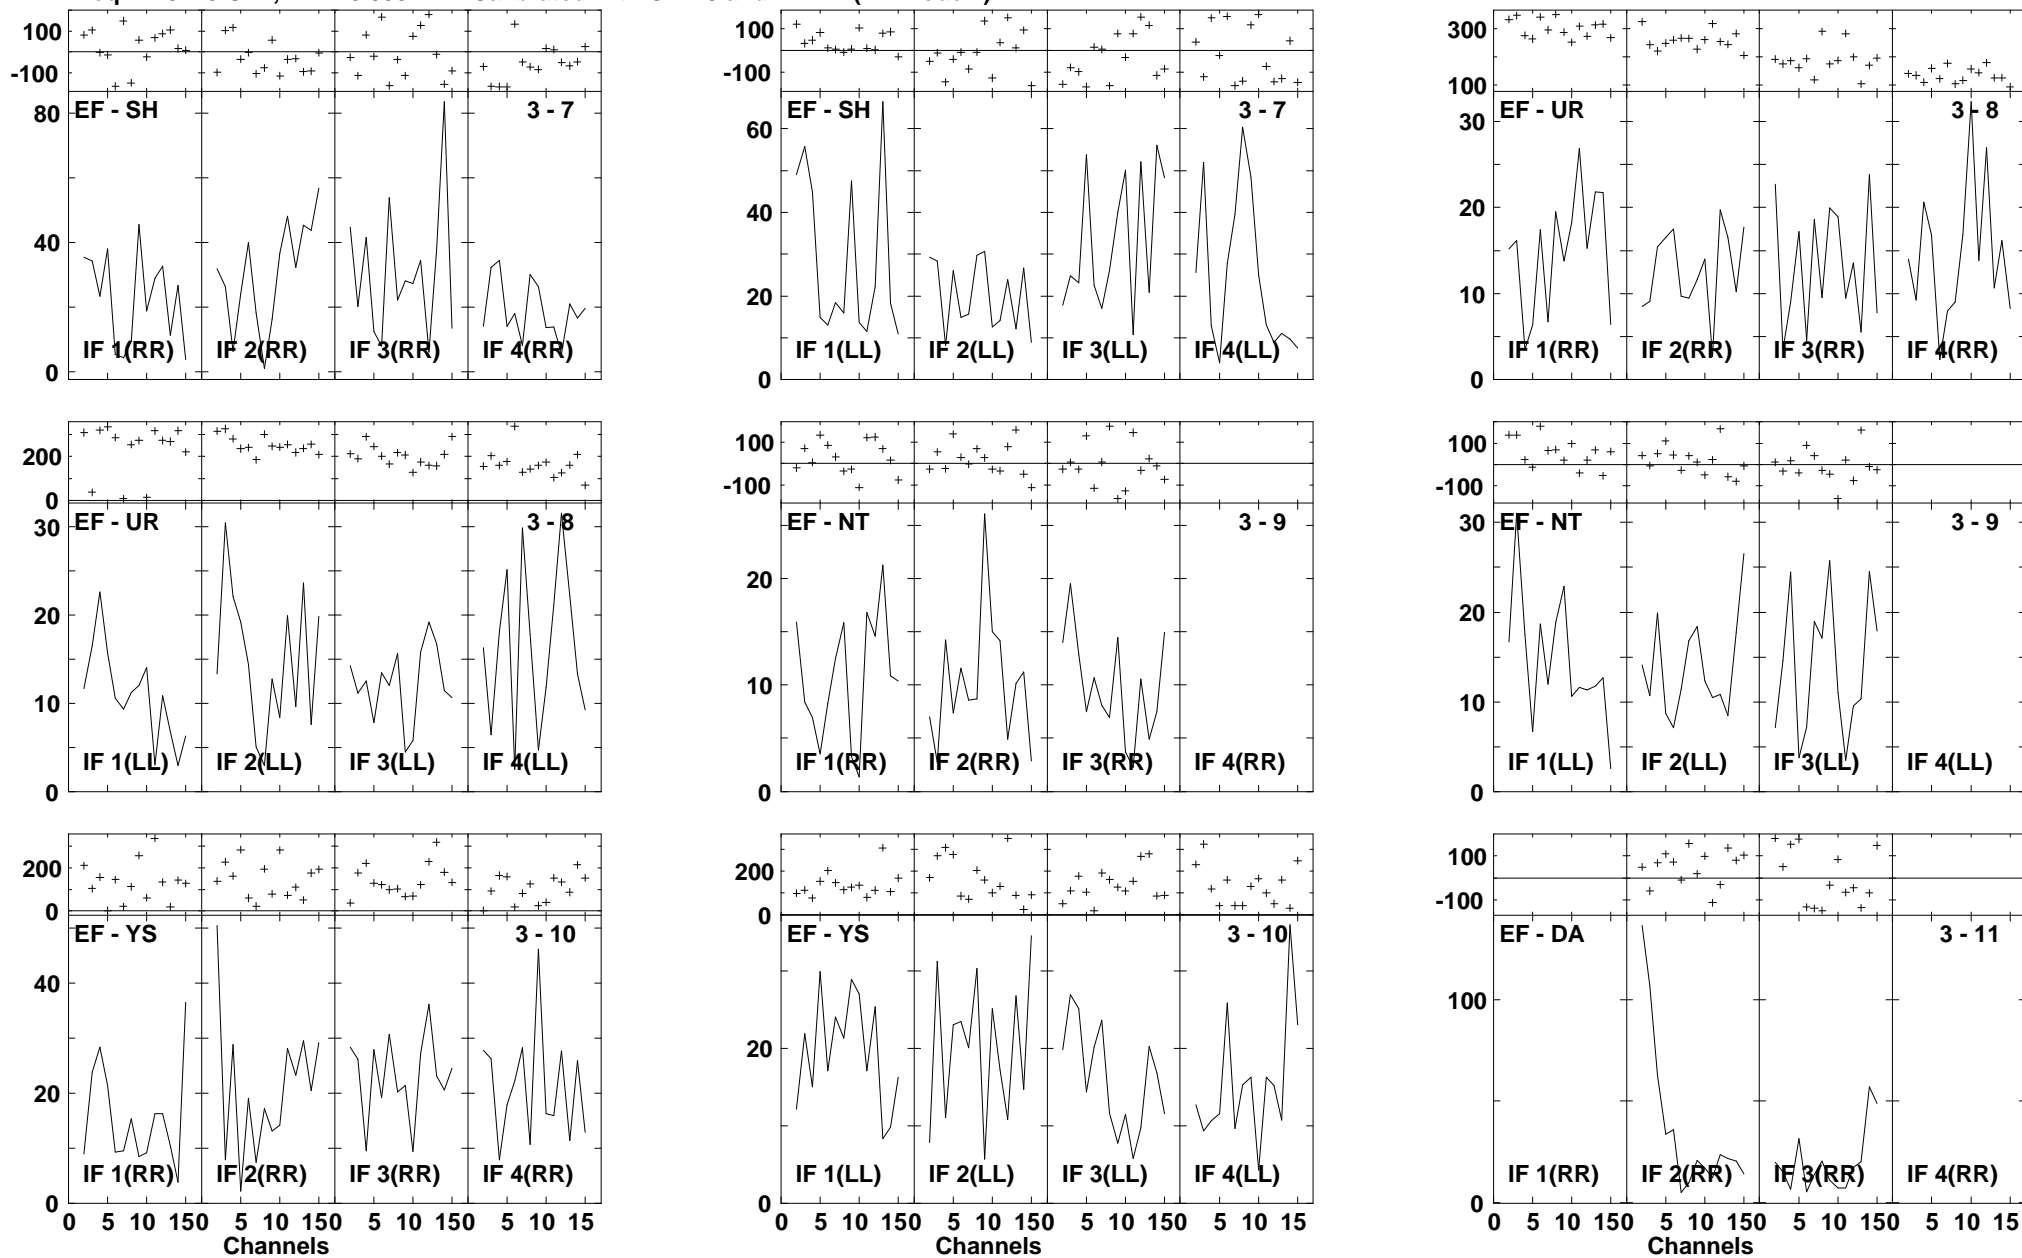 100
-100
EF - SH
3 - 7
80
40
0
IF 1(RR)
IF 2(RR)
IF 3(RR)
IF 4(RR)
100
-100
EF - SH
3 - 7
60
40
20
0
IF 1(LL)
IF 2(LL)
IF 3(LL)
IF 4(LL)
300
100
EF - UR
3 - 8
30
20
10
0
IF 1(RR)
IF 2(RR)
IF 3(RR)
IF 4(RR)
200
0
EF - UR
3 - 8
30
20
10
0
IF 1(LL)
IF 2(LL)
IF 3(LL)
IF 4(LL)
100
-100
EF - NT
3 - 9
20
10
0
IF 1(RR)
IF 2(RR)
IF 3(RR)
IF 4(RR)
100
-100
EF - NT
3 - 9
30
20
10
0
IF 1(LL)
IF 2(LL)
IF 3(LL)
IF 4(LL)
200
0
EF - YS
3 - 10
40
20
0
IF 1(RR)
IF 2(RR)
IF 3(RR)
IF 4(RR)
0 5 10 150 5 10 150 5 10 150 5 10 15
Channels
200
0
EF - YS
3 - 10
20
0
IF 1(LL)
IF 2(LL)
IF 3(LL)
IF 4(LL)
0 5 10 150 5 10 150 5 10 150 5 10 15
Channels
100
-100
EF - DA
3 - 11
100
0
IF 1(RR)
IF 2(RR)
IF 3(RR)
IF 4(RR)
0 5 10 150 5 10 150 5 10 150 5 10 15
Channels